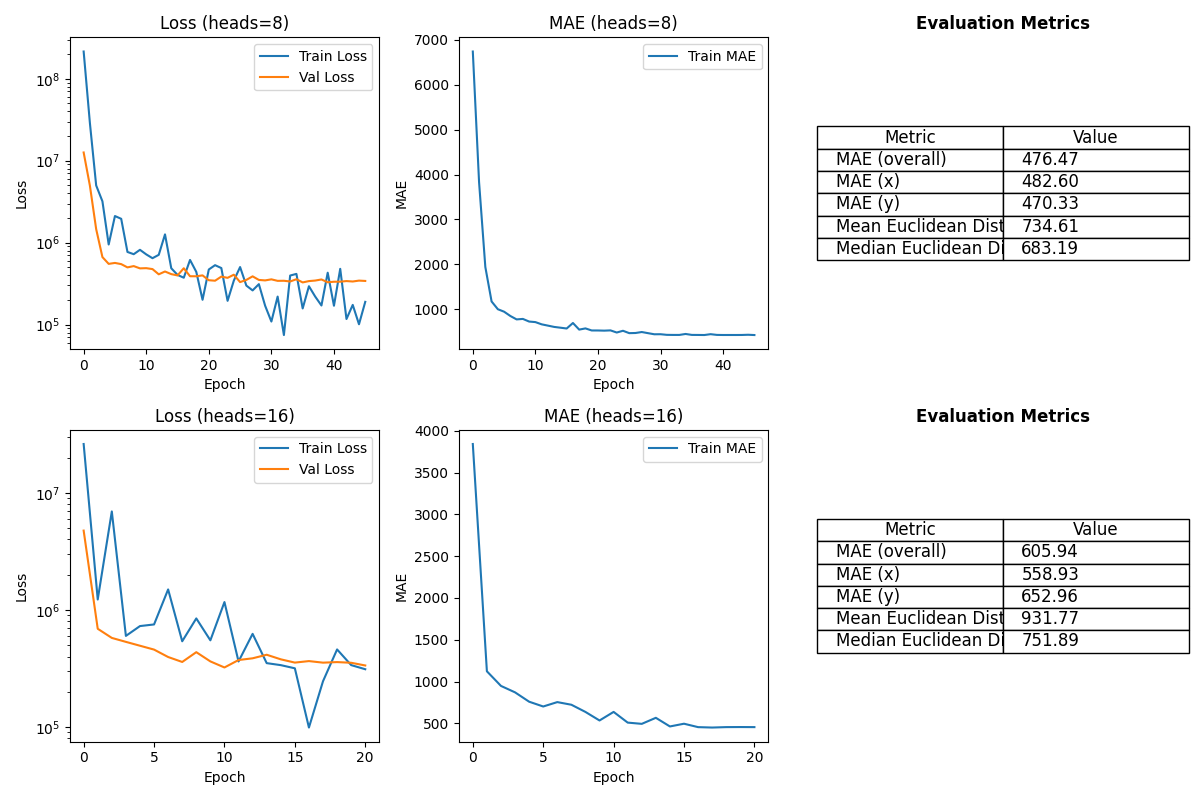 Loss (heads=8)
10^8
10^7
10^6
10^5
Loss
0 10 20 30 40
Epoch
Train Loss
Val Loss
MAE (heads=8)
7000
6000
5000
4000
3000
2000
1000
MAE
0 10 20 30 40
Epoch
Train MAE
Evaluation Metrics
Metric Value
MAE (overall) 476.47
MAE (x) 482.60
MAE (y) 470.33
Mean Euclidean Dist 734.61
Median Euclidean Di 683.19
Loss (heads=16)
10^7
10^6
10^5
Loss
0 5 10 15 20
Epoch
Train Loss
Val Loss
MAE (heads=16)
4000
3500
3000
2500
2000
1500
1000
500
MAE
0 5 10 15 20
Epoch
Train MAE
Evaluation Metrics
Metric Value
MAE (overall) 605.94
MAE (x) 558.93
MAE (y) 652.96
Mean Euclidean Dist 931.77
Median Euclidean Di 751.89